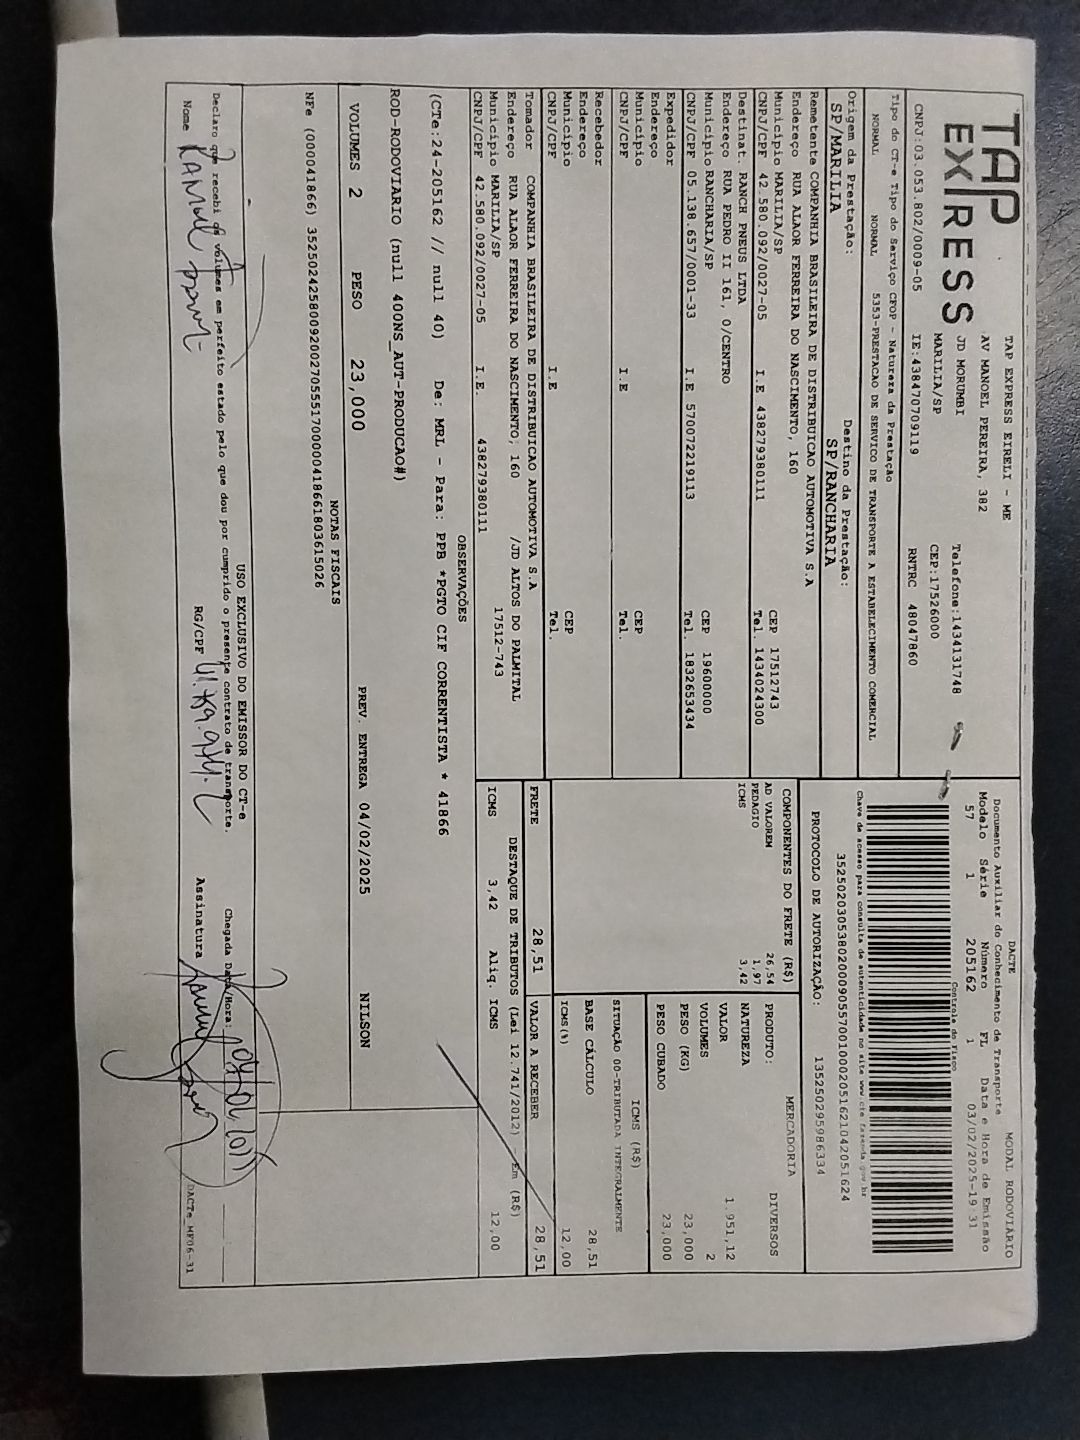 TAP
EXPRESS
TAP EXPRESS EIRELI - ME
AV MANOEL PEREIRA, 382
JD MORUMBI
MARILIA/SP
Telefone:1434131748
CEP:17526000
CNPJ:03.053.802/0009-05 IE:438470709119 RNTRC 48047860
Tipo do CT-e Tipo do Serviço CFOP - Natureza da Prestação
NORMAL NORMAL 5353-PRESTACAO DE SERVICO DE TRANSPORTE A ESTABELECIMENTO COMERCIAL
Origem da Prestação: Destino da Prestação:
SP/MARILIA SP/RANCHARIA
Remetente COMPANHIA BRASILEIRA DE DISTRIBUICAO AUTOMOTIVA S.A
Endereço RUA ALAOR FERREIRA DO NASCIMENTO, 160
Município MARILIA/SP CEP 17512743
CNPJ/CPF 42.580.092/0027-05 I.E 438279380111 Tel. 1434024300
Destinat. RANCH PNEUS LTDA
Endereço RUA PEDRO II 161, 0/CENTRO
Município RANCHARIA/SP CEP 19600000
CNPJ/CPF 05.138.657/0001-33 I.E 570072219113 Tel. 1832653434
Expedidor
Endereço
Município CEP
CNPJ/CPF I.E Tel.
Recebedor
Endereço
Município CEP
CNPJ/CPF I.E Tel.
Tomador COMPANHIA BRASILEIRA DE DISTRIBUICAO AUTOMOTIVA S.A
Endereço RUA ALAOR FERREIRA DO NASCIMENTO, 160 /JD ALTOS DO PALMITAL
Município MARILIA/SP 17512-743
CNPJ/CPF 42.580.092/0027-05 I.E. 438279380111
DACTE MODAL RODOVIÁRIO
Documento Auxiliar do Conhecimento de Transporte
Modelo Série Número FL Data e Hora de Emissão
57 1 205162 1 03/02/2025-19:31
Controle do Fisco
Chave de acesso para consulta de autenticidade no site www.cte.fazenda.gov.br
35250203053802000905570010002051621042051624
PROTOCOLO DE AUTORIZAÇÃO: 135250295986334
COMPONENTES DO FRETE (R$)
AD VALOREM 26,54
PEDAGIO 1,97
ICMS 3,42
MERCADORIA
PRODUTO: DIVERSOS
NATUREZA
VALOR 1.951,12
VOLUMES 2
PESO (KG) 23,000
PESO CUBADO 23,000
ICMS (R$)
SITUAÇÃO 00-TRIBUTADA INTEGRALMENTE
BASE CÁLCULO 28,51
ICMS(%) 12,00
FRETE 28,51 VALOR A RECEBER 28,51
DESTAQUE DE TRIBUTOS (Lei 12.741/2012) - Em (R$)
ICMS 3,42 Aliq. ICMS 12,00
OBSERVAÇÕES
(CTe:24-205162 // null 40) De: MRL - Para: PPB *PGTO CIF CORRENTISTA * 41866
ROD-RODOVIARIO (null 400NS_AUT-PRODUCAO#)
VOLUMES 2 PESO 23,000 PREV. ENTREGA 04/02/2025 NILSON
NOTAS FISCAIS
NFe (000041866) 35250242580092002705551700000418661803615026
USO EXCLUSIVO DO EMISSOR DO CT-e
Declaro que recebi os volumes em perfeito estado pelo que dou por cumprido o presente contrato de transporte.
Chegada Data/Hora:
Nome RG/CPF Assinatura
DACTe_MF06-31